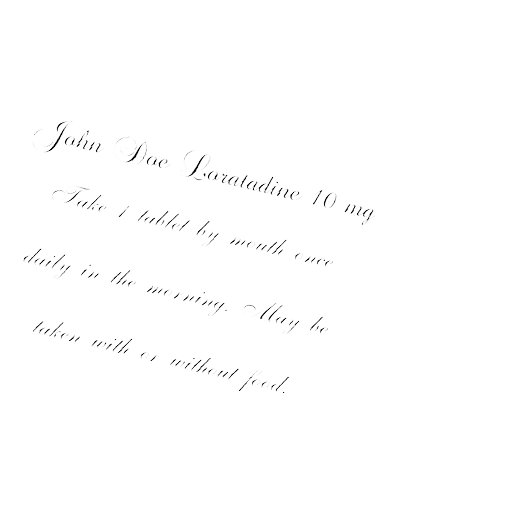 John Doe Loratadine 10 mg
Take 1 tablet by mouth once
daily in the morning. May be
taken with or without food.